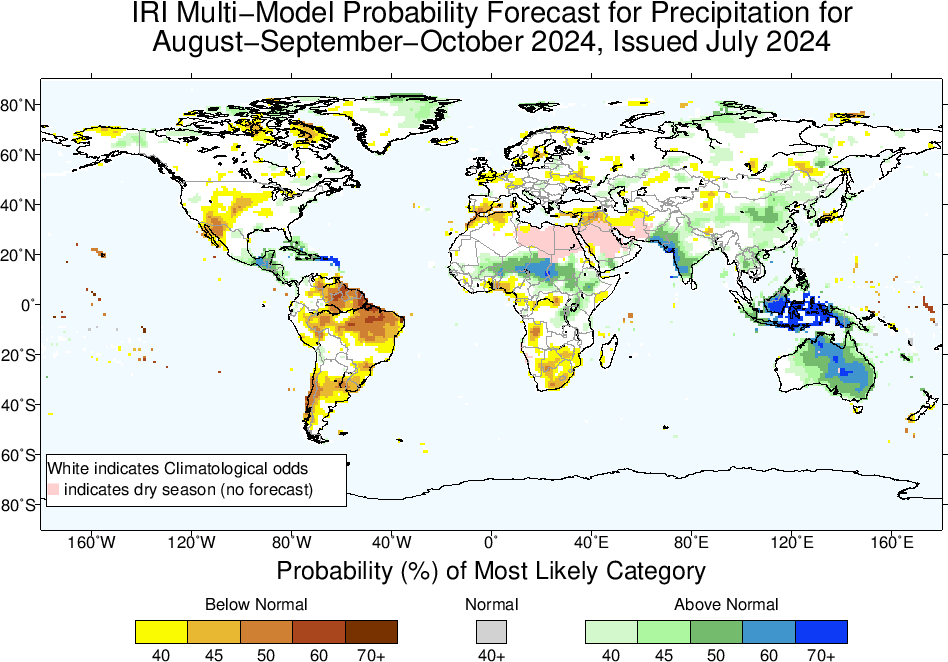 IRI Multi−Model Probability Forecast for Precipitation for
August−September−October 2024, Issued July 2024
80˚N
60˚N
40˚N
20˚N
0˚
20˚S
40˚S
60˚S
80˚S
White indicates Climatological odds
indicates dry season (no forecast)
160˚W 120˚W 80˚W 40˚W 0˚ 40˚E 80˚E 120˚E 160˚E
Probability (%) of Most Likely Category
Below Normal Normal Above Normal
40 45 50 60 70+ 40+ 40 45 50 60 70+